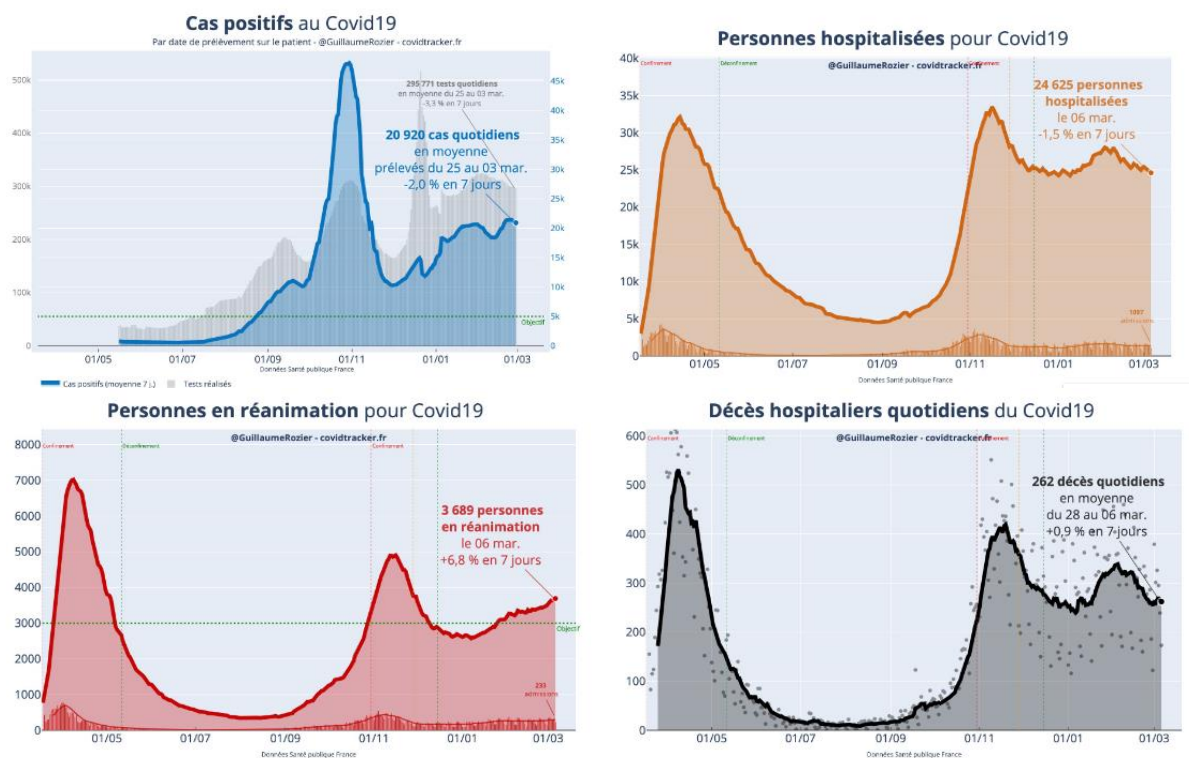 Cas positifs au Covid19
Par date de prélèvement sur le patient - @GuillaumeRozier - covidtracker.fr
500k
400k
300k
200k
100k
0
45k
40k
35k
30k
25k
20k
15k
10k
5k
0
295 771 tests quotidiens
en moyenne du 25 au 03 mar.
-3,3 % en 7 jours
20 920 cas quotidiens
en moyenne
prélevés du 25 au 03 mar.
-2,0 % en 7 jours
Objectif
01/05 01/07 01/09 01/11 01/01 01/03
Données Santé publique France
Cas positifs (moyenne 7 j.) Tests réalisés
Personnes hospitalisées pour Covid19
Confinement Déconfinement @GuillaumeRozier - covidtracker.fr Confinement
40k
35k
30k
25k
20k
15k
10k
5k
0
24 625 personnes
hospitalisées
le 06 mar.
-1,5 % en 7 jours
admissions
01/05 01/07 01/09 01/11 01/01 01/03
Données Santé publique France
Personnes en réanimation pour Covid19
@GuillaumeRozier - covidtracker.fr
Confinement Déconfinement Confinement
8000
7000
6000
5000
4000
3000
2000
1000
0
3 689 personnes
en réanimation
le 06 mar.
+6,8 % en 7 jours
Objectif
admissions
01/05 01/07 01/09 01/11 01/01 01/03
Données Santé publique France
Décès hospitaliers quotidiens du Covid19
Confinement Déconfinement @GuillaumeRozier - covidtracker.fr Confinement
600
500
400
300
200
100
0
262 décès quotidiens
en moyenne
du 28 au 06 mar.
+0,9 % en 7 jours
01/05 01/07 01/09 01/11 01/01 01/03
Données Santé publique France